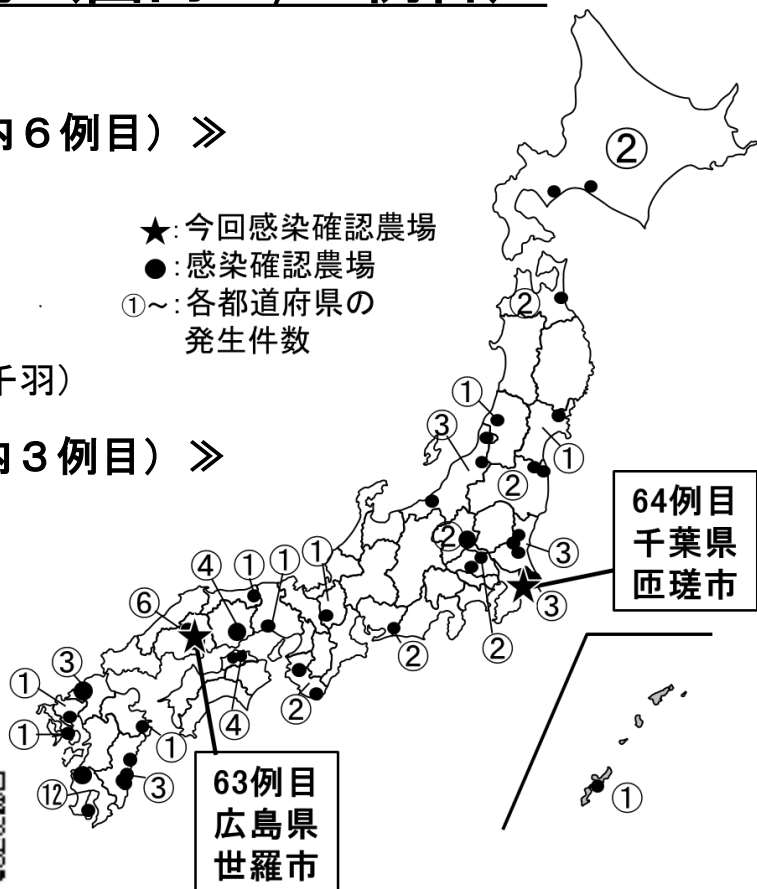 内６例目）≫
★：今回感染確認農場
●：感染確認農場
①～：各都道府県の
発生件数
千羽）
内３例目）≫
②
②
①
③
①
②
64例目
千葉県
匝瑳市
②
③
③
②
②
①
①
①
④
⑥
②
④
③
①
①
①
③
⑫
63例目
広島県
世羅市
①